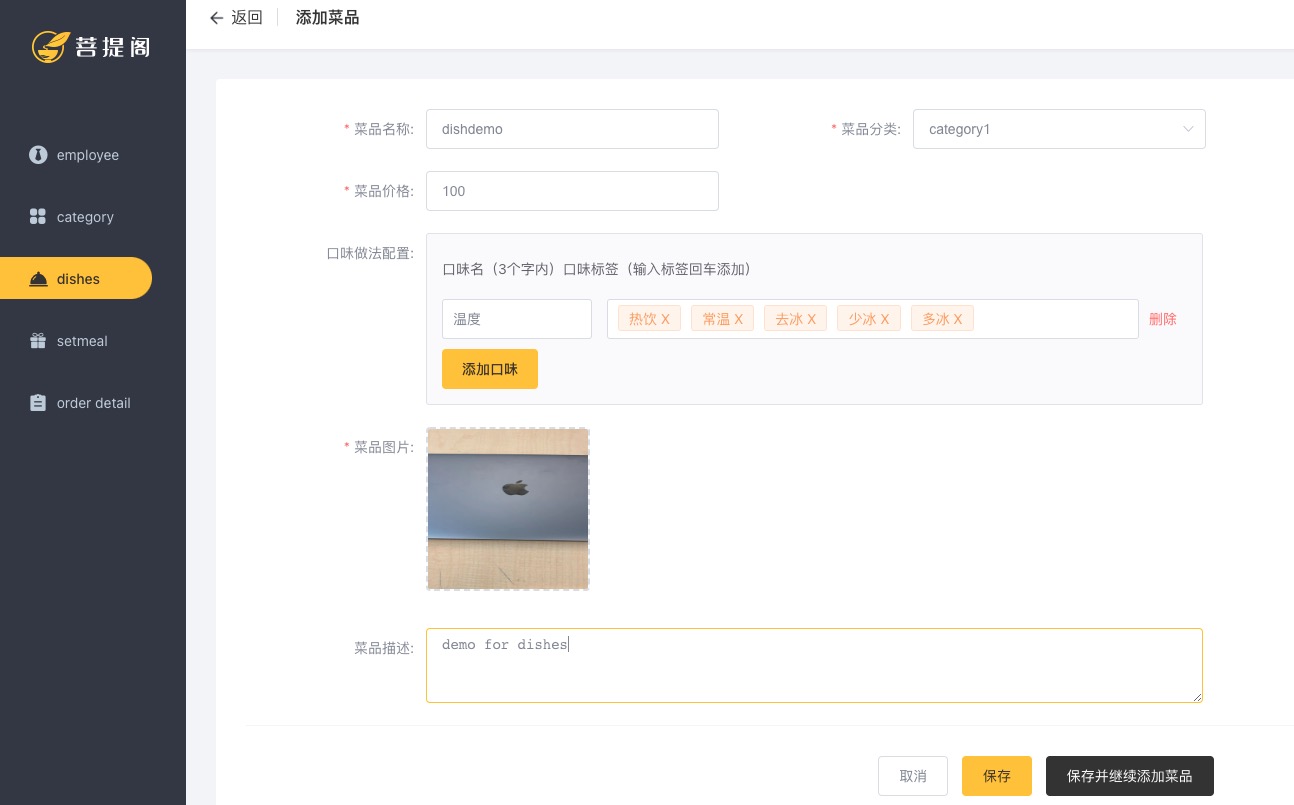 菩提阁
返回 添加菜品
employee
category
dishes
setmeal
order detail
* 菜品名称: dishdemo * 菜品分类: category1
* 菜品价格: 100
口味做法配置:
口味名（3个字内）口味标签（输入标签回车添加）
温度 热饮 X 常温 X 去冰 X 少冰 X 多冰 X 删除
添加口味
* 菜品图片:
菜品描述: demo for dishes
取消 保存 保存并继续添加菜品